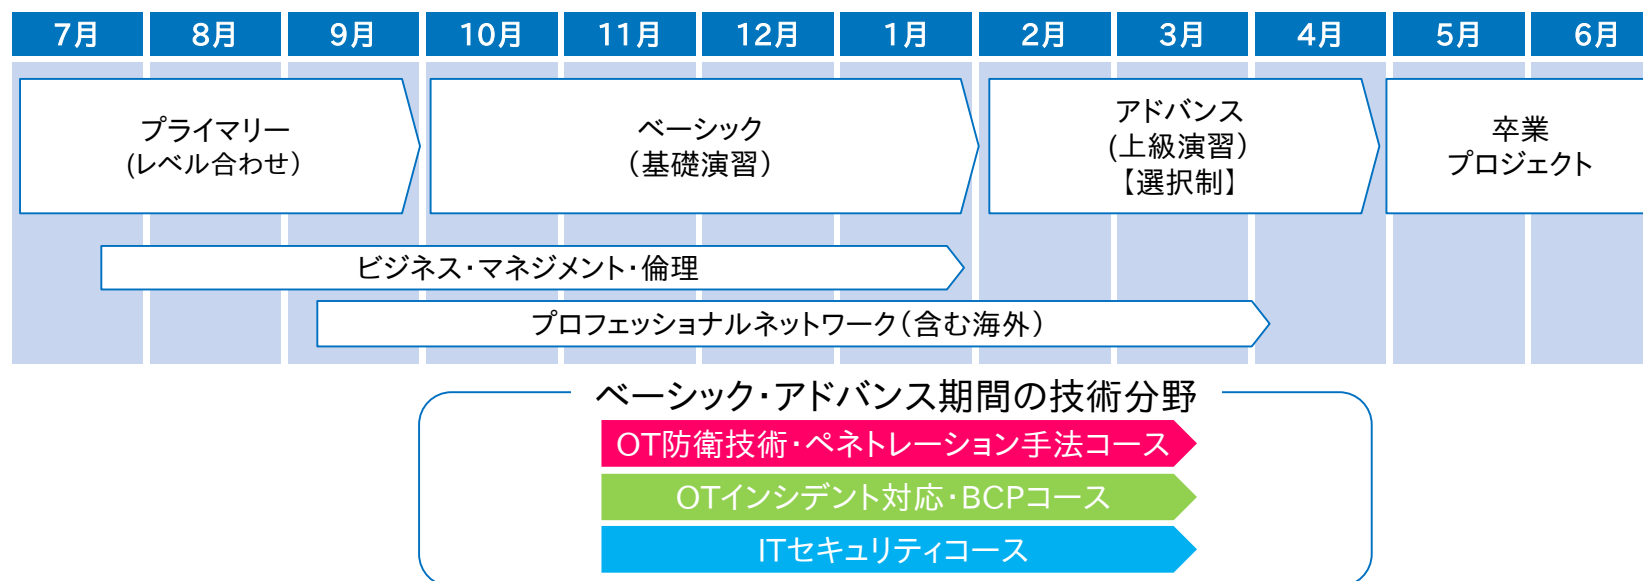 7月 8月 9月 10月 11月 12月 1月 2月 3月 4月 5月 6月
プライマリー
(レベル合わせ）
ベーシック
（基礎演習）
アドバンス
(上級演習）
【選択制】
卒業
プロジェクト
ビジネス・マネジメント・倫理
プロフェッショナルネットワーク（含む海外）
ベーシック・アドバンス期間の技術分野
OT防衛技術・ペネトレーション手法コース
OTインシデント対応・BCPコース
ITセキュリティコース